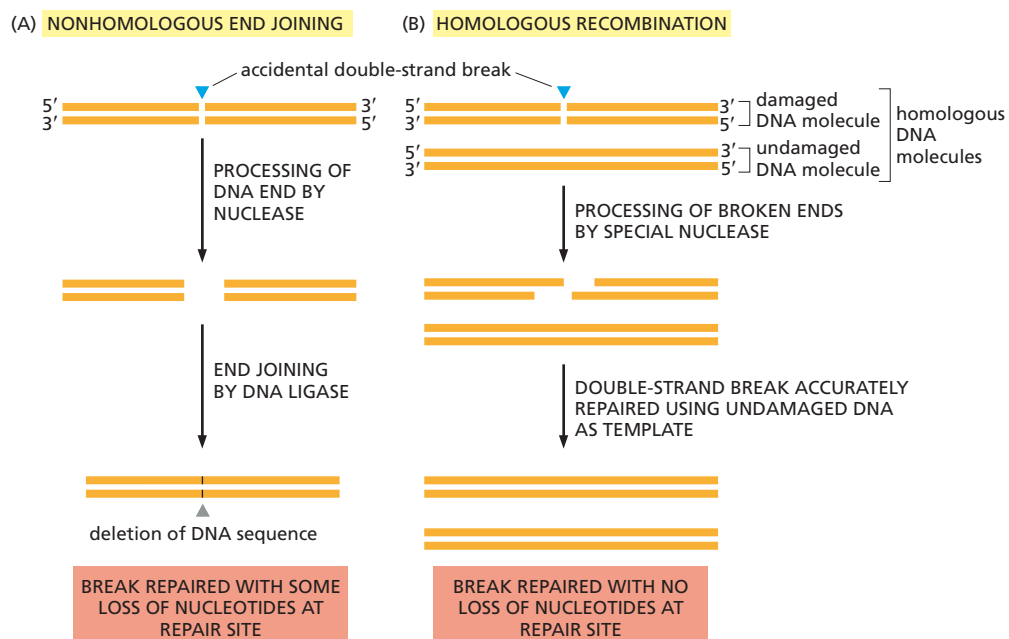 (A) NONHOMOLOGOUS END JOINING
(B) HOMOLOGOUS RECOMBINATION
accidental double-strand break
5′ 3′
3′ 5′
5′ 3′
3′ 5′
damaged
DNA molecule
5′ 3′
3′ 5′
undamaged
DNA molecule
homologous
DNA
molecules
PROCESSING OF
DNA END BY
NUCLEASE
PROCESSING OF BROKEN ENDS
BY SPECIAL NUCLEASE
END JOINING
BY DNA LIGASE
DOUBLE-STRAND BREAK ACCURATELY
REPAIRED USING UNDAMAGED DNA
AS TEMPLATE
deletion of DNA sequence
BREAK REPAIRED WITH SOME
LOSS OF NUCLEOTIDES AT
REPAIR SITE
BREAK REPAIRED WITH NO
LOSS OF NUCLEOTIDES AT
REPAIR SITE